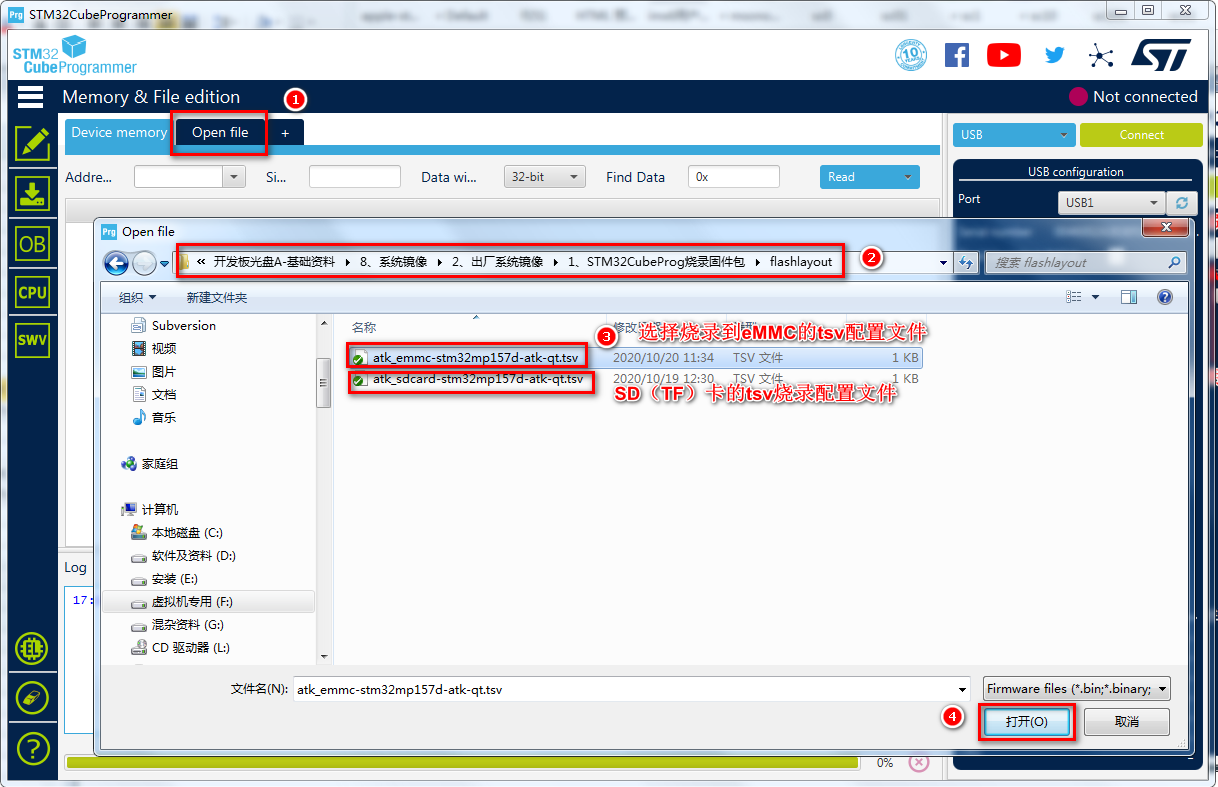 STM32CubeProgrammer
STM32
CubeProgrammer
10
Memory & File edition
1
Not connected
Device memory
Open file
+
USB
Connect
Addre...
Si...
Data wi...
32-bit
Find Data
0x
Read
USB configuration
Port
USB1
OB
CPU
SWV
Open file
« 开发板光盘A-基础资料 8、系统镜像 2、出厂系统镜像 1、STM32CubeProg烧录固件包 flashlayout
2
搜索 flashlayout
组织
新建文件夹
Subversion
视频
图片
文档
音乐
家庭组
计算机
本地磁盘 (C:)
软件及资料 (D:)
安装 (E:)
虚拟机专用 (F:)
混杂资料 (G:)
CD 驱动器 (L:)
名称
3
选择烧录到eMMC的tsv配置文件
atk_emmc-stm32mp157d-atk-qt.tsv 2020/10/20 11:34 TSV 文件 1 KB
atk_sdcard-stm32mp157d-atk-qt.tsv 2020/10/19 12:30 TSV 文件 1 KB
SD（TF）卡的tsv烧录配置文件
Log
17:
文件名(N):
atk_emmc-stm32mp157d-atk-qt.tsv
Firmware files (*.bin;*.binary;
4
打开(O)
取消
0%